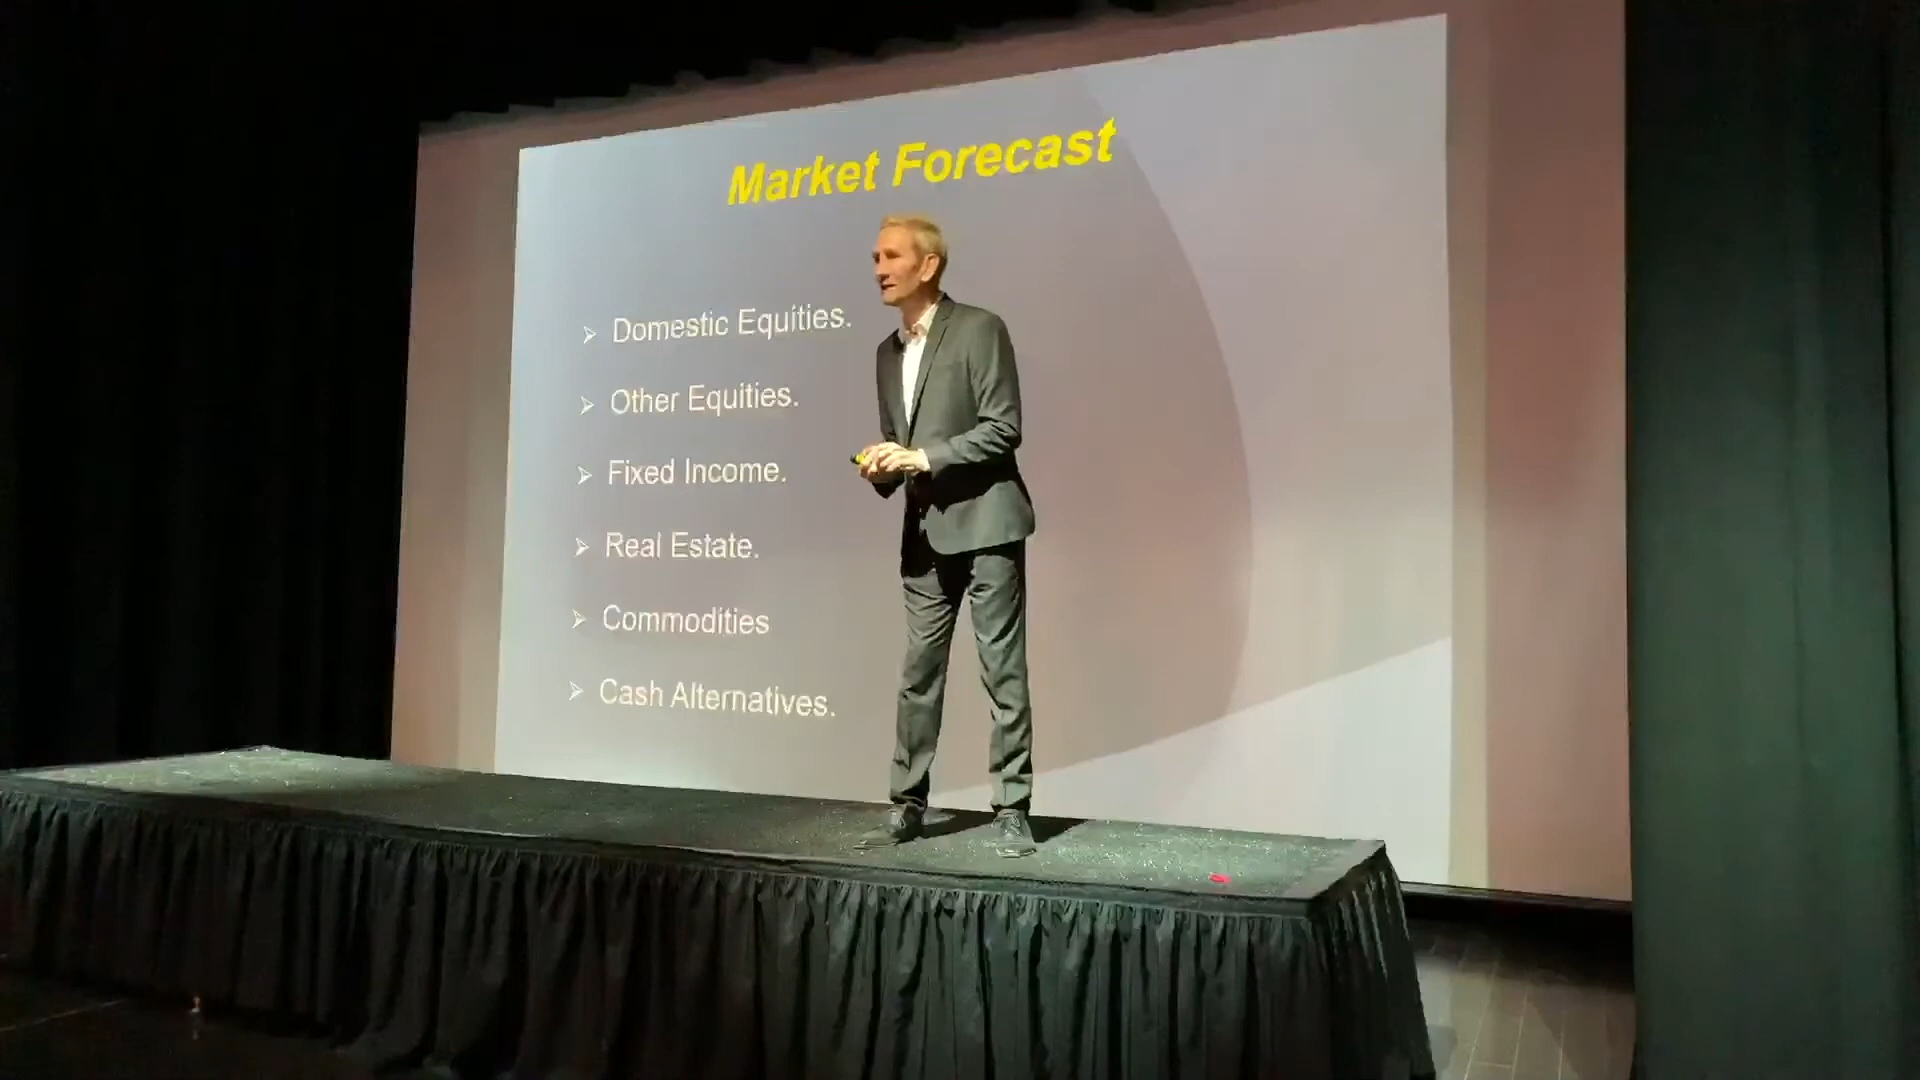 Market Forecast
Domestic Equities.
Other Equities.
Fixed Income.
Real Estate.
Commodities
Cash Alternatives.